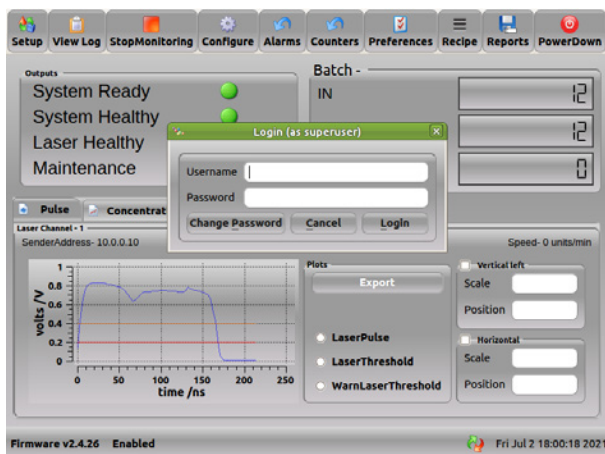 Setup View Log StopMonitoring Configure Alarms Counters Preferences Recipe Reports PowerDown
Outputs
System Ready
System Healthy
Laser Healthy
Maintenance
Batch -
IN
12
12
0
Login (as superuser)
Username
Password
Change Password Cancel Login
Pulse
Concentrat
Laser Channel - 1
SenderAddress- 10.0.0.10
Speed- 0 units/min
volts /V
1
0.8
0.6
0.4
0.2
0
0 50 100 150 200 250
time /ns
Plots
Export
LaserPulse
LaserThreshold
WarnLaserThreshold
Vertical left
Scale
Position
Horizontal
Scale
Position
Firmware v2.4.26 Enabled
Fri Jul 2 18:00:18 2021